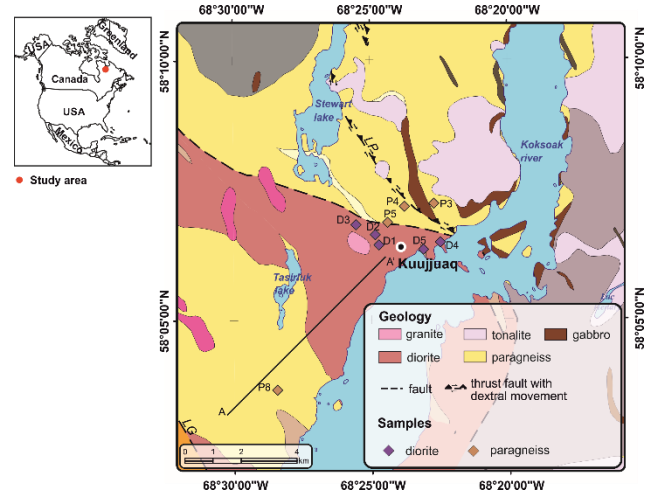 68°30'00"W 68°25'00"W 68°20'00"W
Greenland
USA
Canada
USA
Mexico
Study area
58°10'00"N
58°10'00"N
Stewart
lake
LP
Koksoak
river
P4
P3
P5
D3
D2
D1
D5
D4
A'
Kuujjuaq
Tasirluk
lake
58°05'00"N
58°05'00"N
P8
A
LG
Geology
granite tonalite gabbro
diorite paragneiss
fault thrust fault with
dextral movement
Samples
diorite paragneiss
0 1 2 4
km
68°30'00"W 68°25'00"W 68°20'00"W